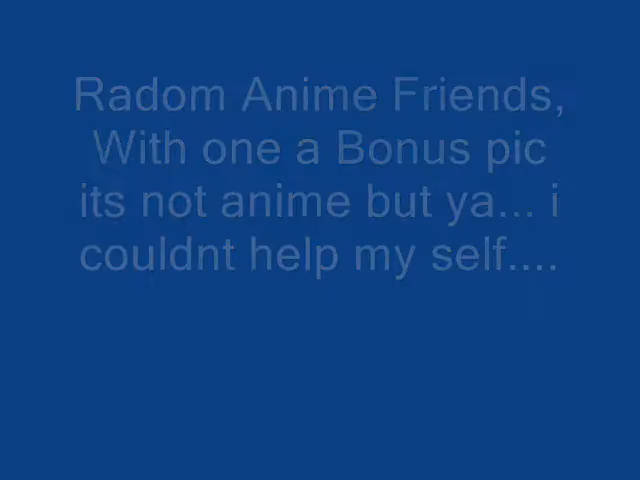 Radom Anime Friends,
With one a Bonus pic
its not anime but ya... i
couldnt help my self....